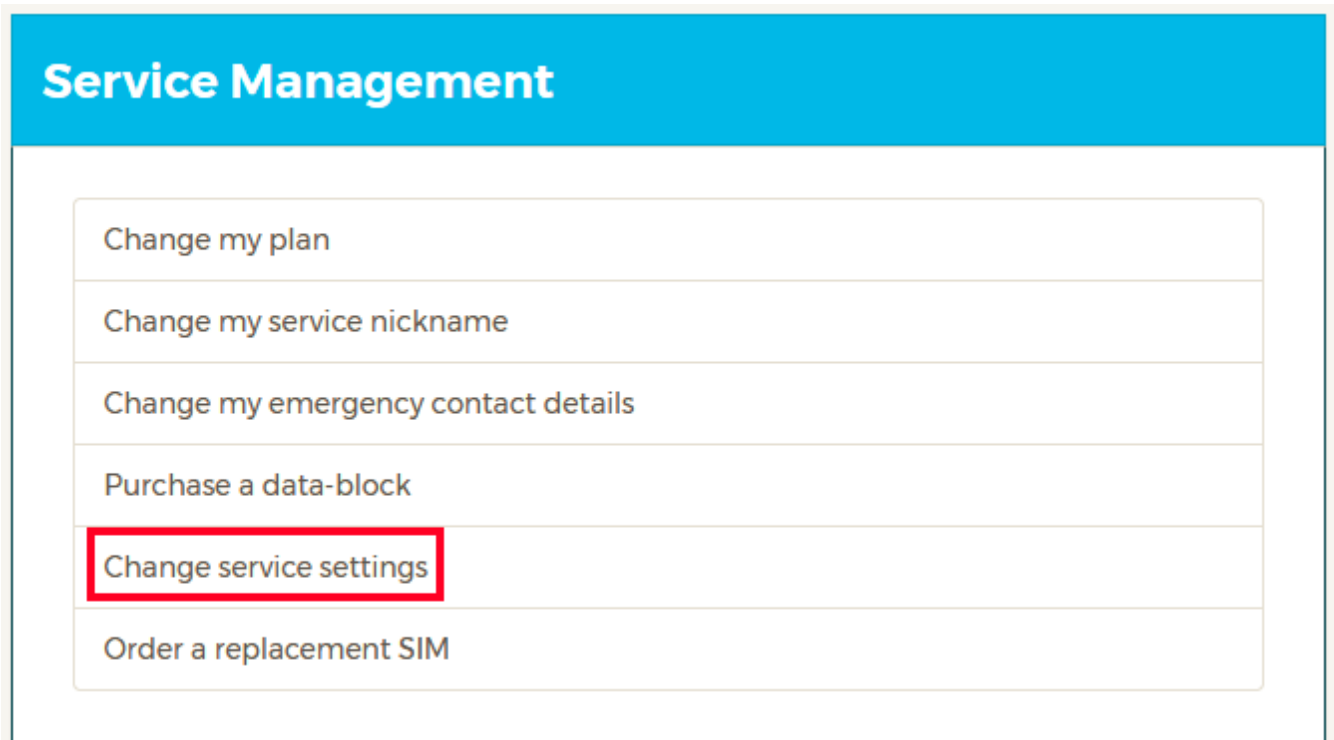 Service Management
Change my plan
Change my service nickname
Change my emergency contact details
Purchase a data-block
Change service settings
Order a replacement SIM